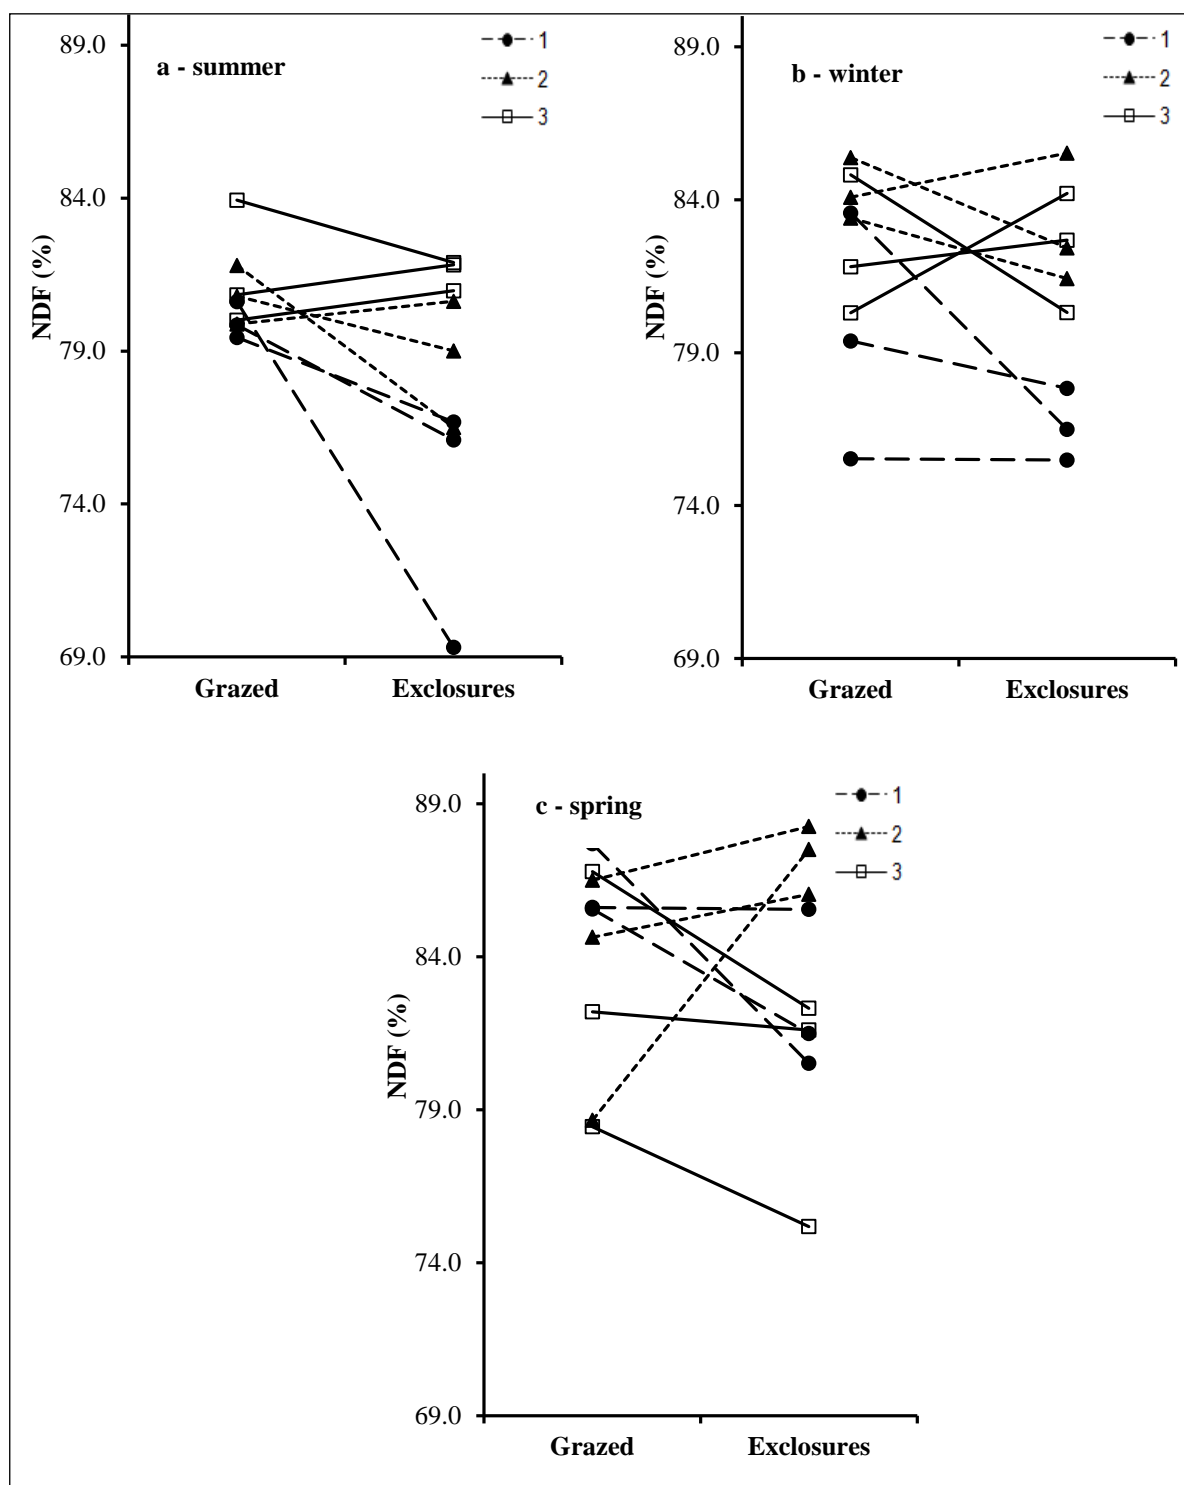 89.0
84.0
79.0
74.0
69.0
NDF (%)
a - summer
1
2
3
Grazed Exclosures
89.0
84.0
79.0
74.0
69.0
NDF (%)
b - winter
1
2
3
Grazed Exclosures
89.0
84.0
79.0
74.0
69.0
NDF (%)
c - spring
1
2
3
Grazed Exclosures